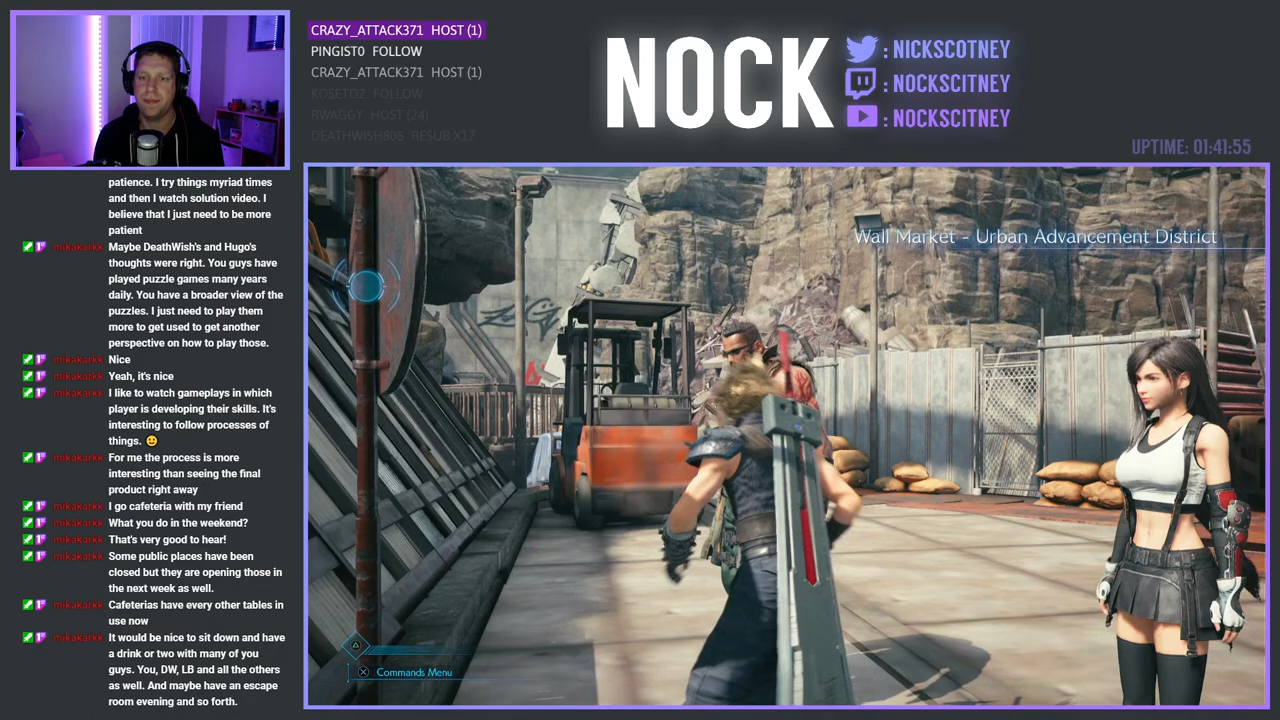 CRAZY_ATTACK371 HOST (1)
PINGIST0 FOLLOW
CRAZY_ATTACK371 HOST (1)
KOSETOZ FOLLOW
RWAGGY HOST (24)
DEATHWISH808 RESUB X17
NOCK
: NICKSCOTNEY
: NOCKSCITNEY
: NOCKSCITNEY
UPTIME: 01:41:55
patience. I try things myriad times
and then I watch solution video. I
believe that I just need to be more
patient
mikakarkk Maybe DeathWish's and Hugo's
thoughts were right. You guys have
played puzzle games many years
daily. You have a broader view of the
puzzles. I just need to play them
more to get used to get another
perspective on how to play those.
mikakarkk Nice
mikakarkk Yeah, it's nice
mikakarkk I like to watch gameplays in which
player is developing their skills. It's
interesting to follow processes of
things. 🙂
mikakarkk For me the process is more
interesting than seeing the final
product right away
mikakarkk I go cafeteria with my friend
mikakarkk What you do in the weekend?
mikakarkk That's very good to hear!
mikakarkk Some public places have been
closed but they are opening those in
the next week as well.
mikakarkk Cafeterias have every other tables in
use now
mikakarkk It would be nice to sit down and have
a drink or two with many of you
guys. You, DW, LB and all the others
as well. And maybe have an escape
room evening and so forth.
Wall Market - Urban Advancement District
Commands Menu